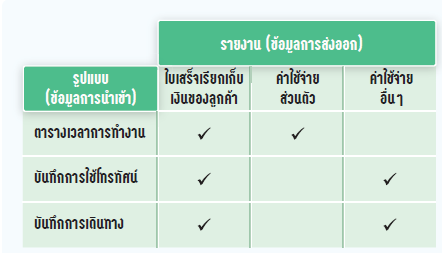 รายงาน (ข้อมูลการส่งออก)
รูปแบบ
(ข้อมูลการนำเข้า)
ใบเสร็จเรียกเก็บ
เงินของลูกค้า
ค่าใช้จ่าย
ส่วนตัว
ค่าใช้จ่าย
อื่นๆ
ตารางเวลาการทำงาน ✓ ✓
บันทึกการใช้โทรทัศน์ ✓ ✓
บันทึกการเดินทาง ✓ ✓